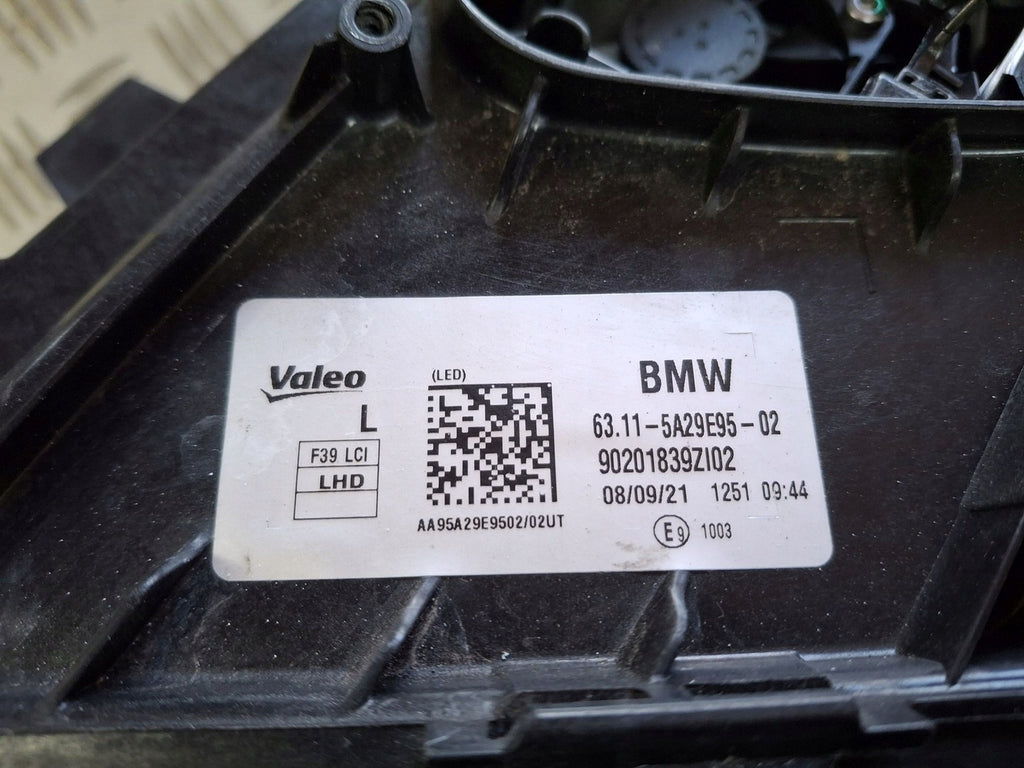 Valeo
L
F39 LCI
LHD
(LED)
AA95A29E9502/02UT
BMW
63.11-5A29E95-02
90201839ZI02
08/09/21 1251 09:44
E9 1003